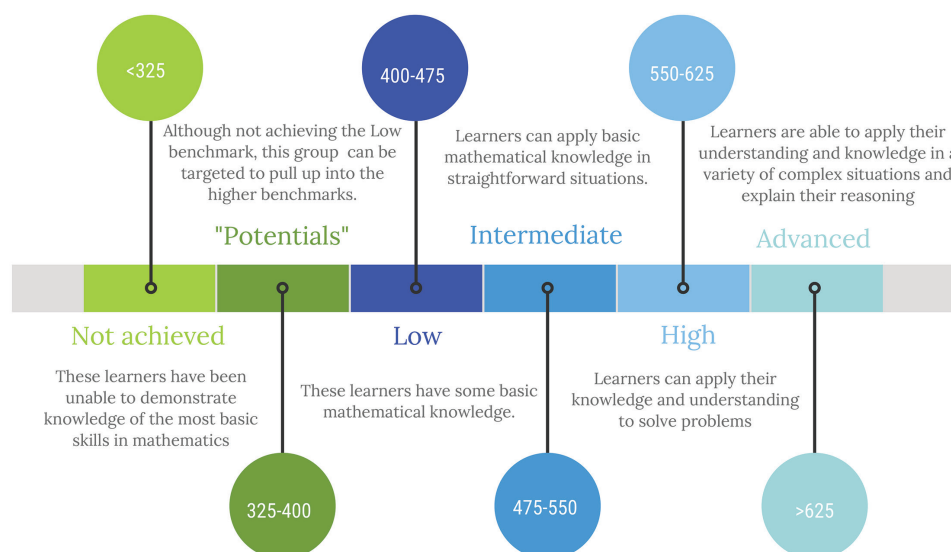 <325
400-475
550-625
Although not achieving the Low
benchmark, this group can be
targeted to pull up into the
higher benchmarks.
Learners can apply basic
mathematical knowledge in
straightforward situations.
Learners are able to apply their
understanding and knowledge in a
variety of complex situations and
explain their reasoning
"Potentials"
Intermediate
Advanced
Not achieved
Low
High
These learners have been
unable to demonstrate
knowledge of the most basic
skills in mathematics
These learners have some basic
mathematical knowledge.
Learners can apply their
knowledge and understanding
to solve problems
325-400
475-550
>625